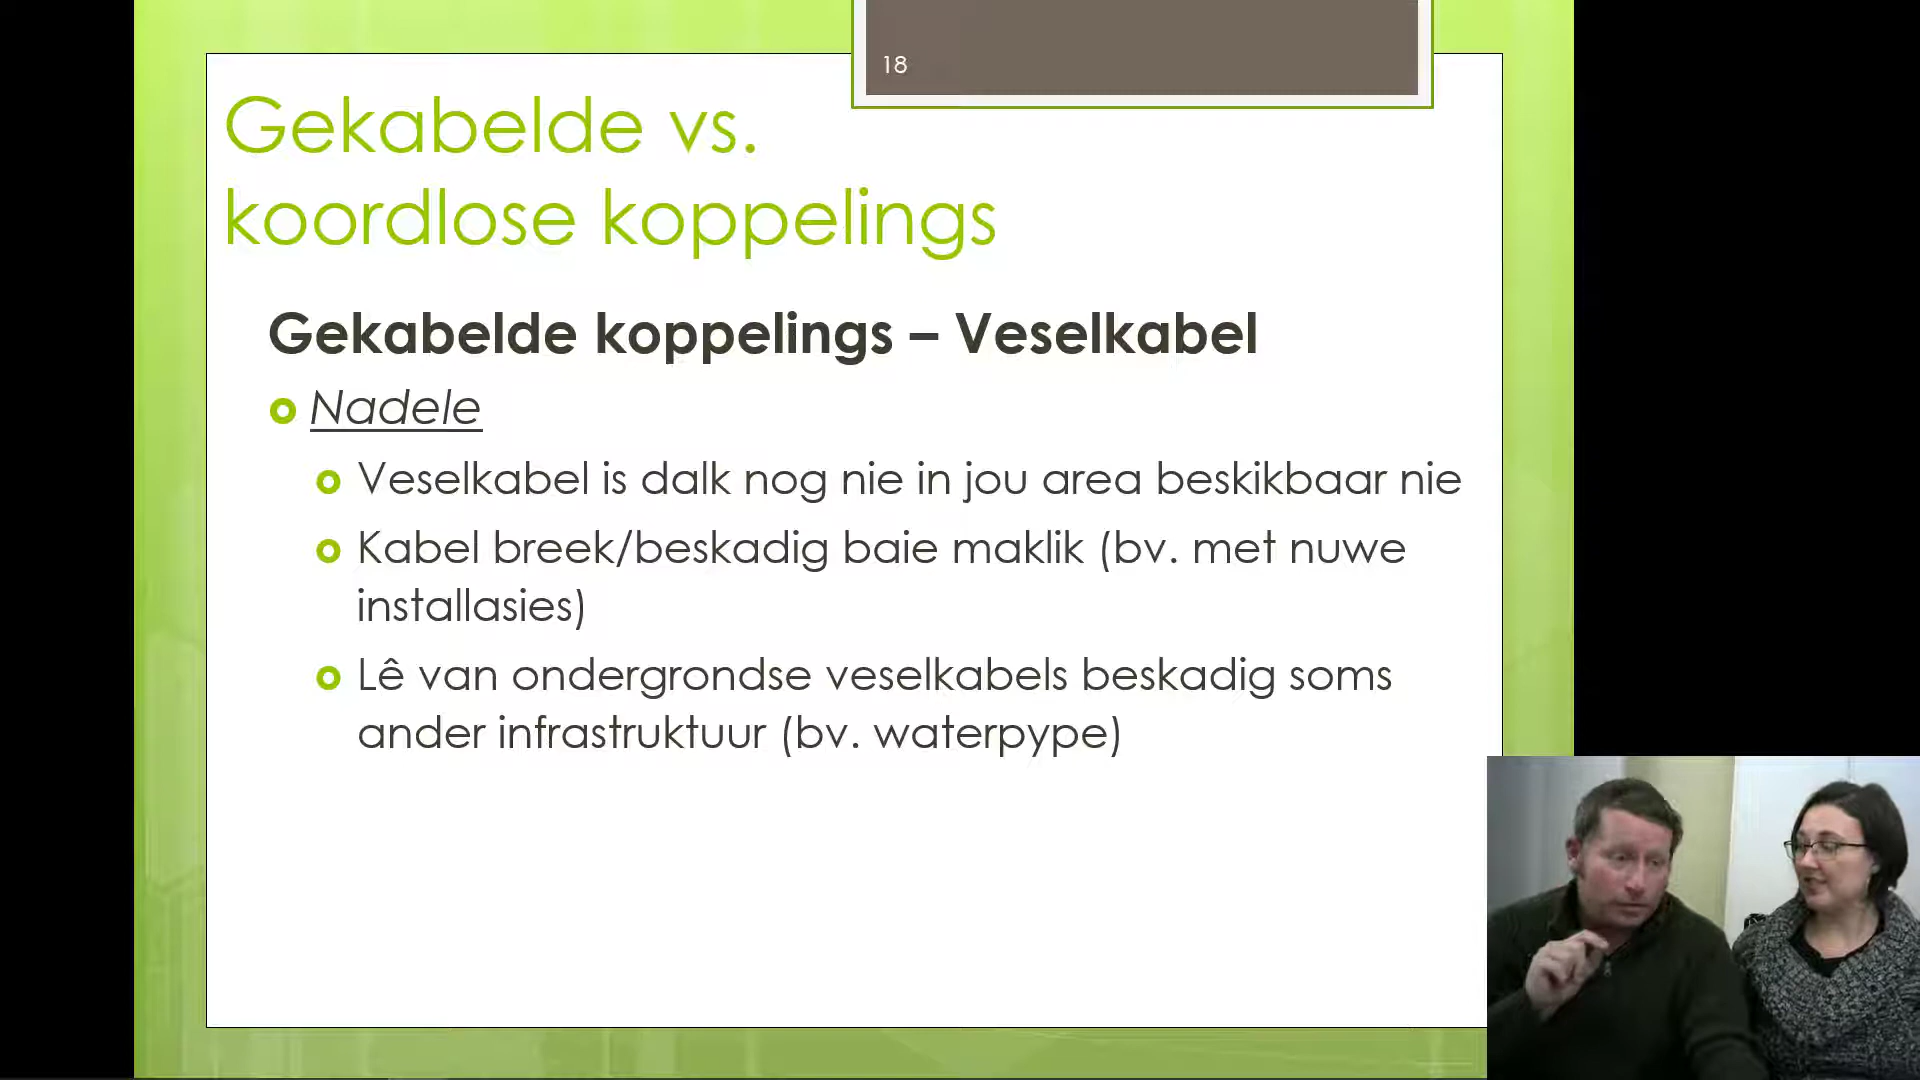 18
Gekabelde vs.
koordlose koppelings
Gekabelde koppelings – Veselkabel
Nadele
Veselkabel is dalk nog nie in jou area beskikbaar nie
Kabel breek/beskadig baie maklik (bv. met nuwe
installasies)
Lê van ondergrondse veselkabels beskadig soms
ander infrastruktuur (bv. waterpype)